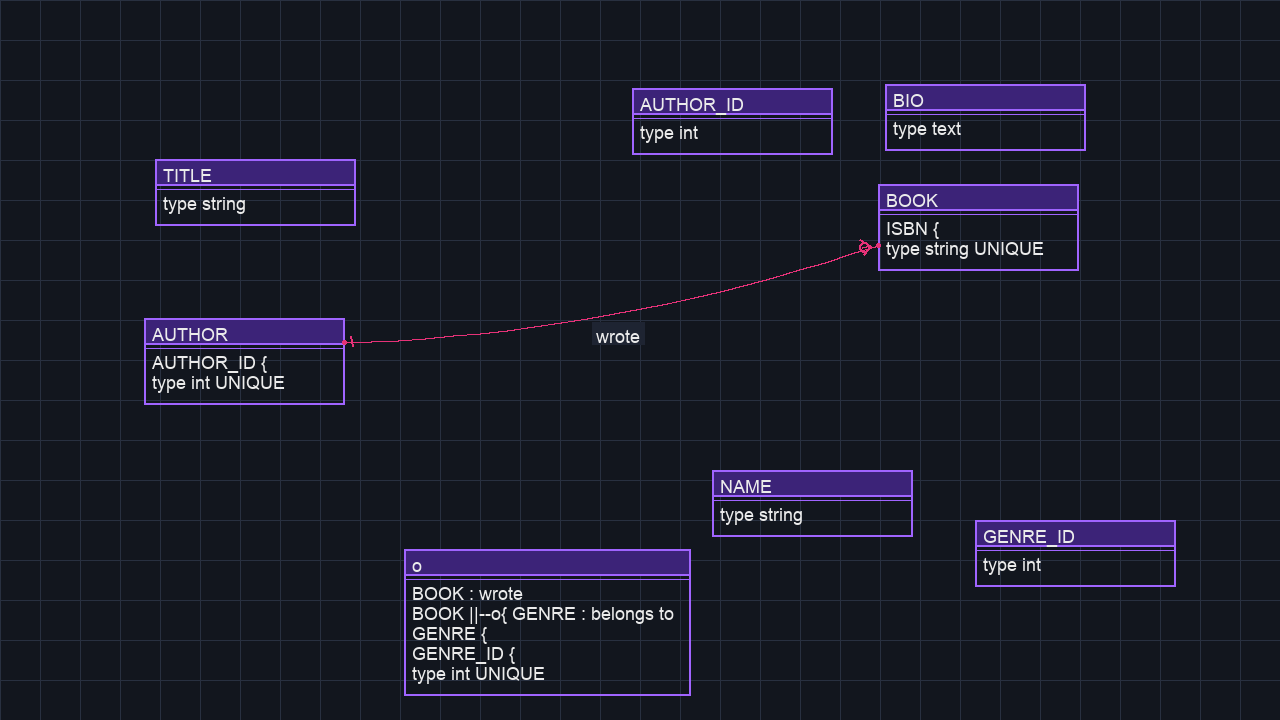 AUTHOR_ID
type int
BIO
type text
TITLE
type string
BOOK
ISBN {
type string UNIQUE
AUTHOR
AUTHOR_ID {
type int UNIQUE
wrote
NAME
type string
GENRE_ID
type int
o
BOOK : wrote
BOOK ||--o{ GENRE : belongs to
GENRE {
GENRE_ID {
type int UNIQUE